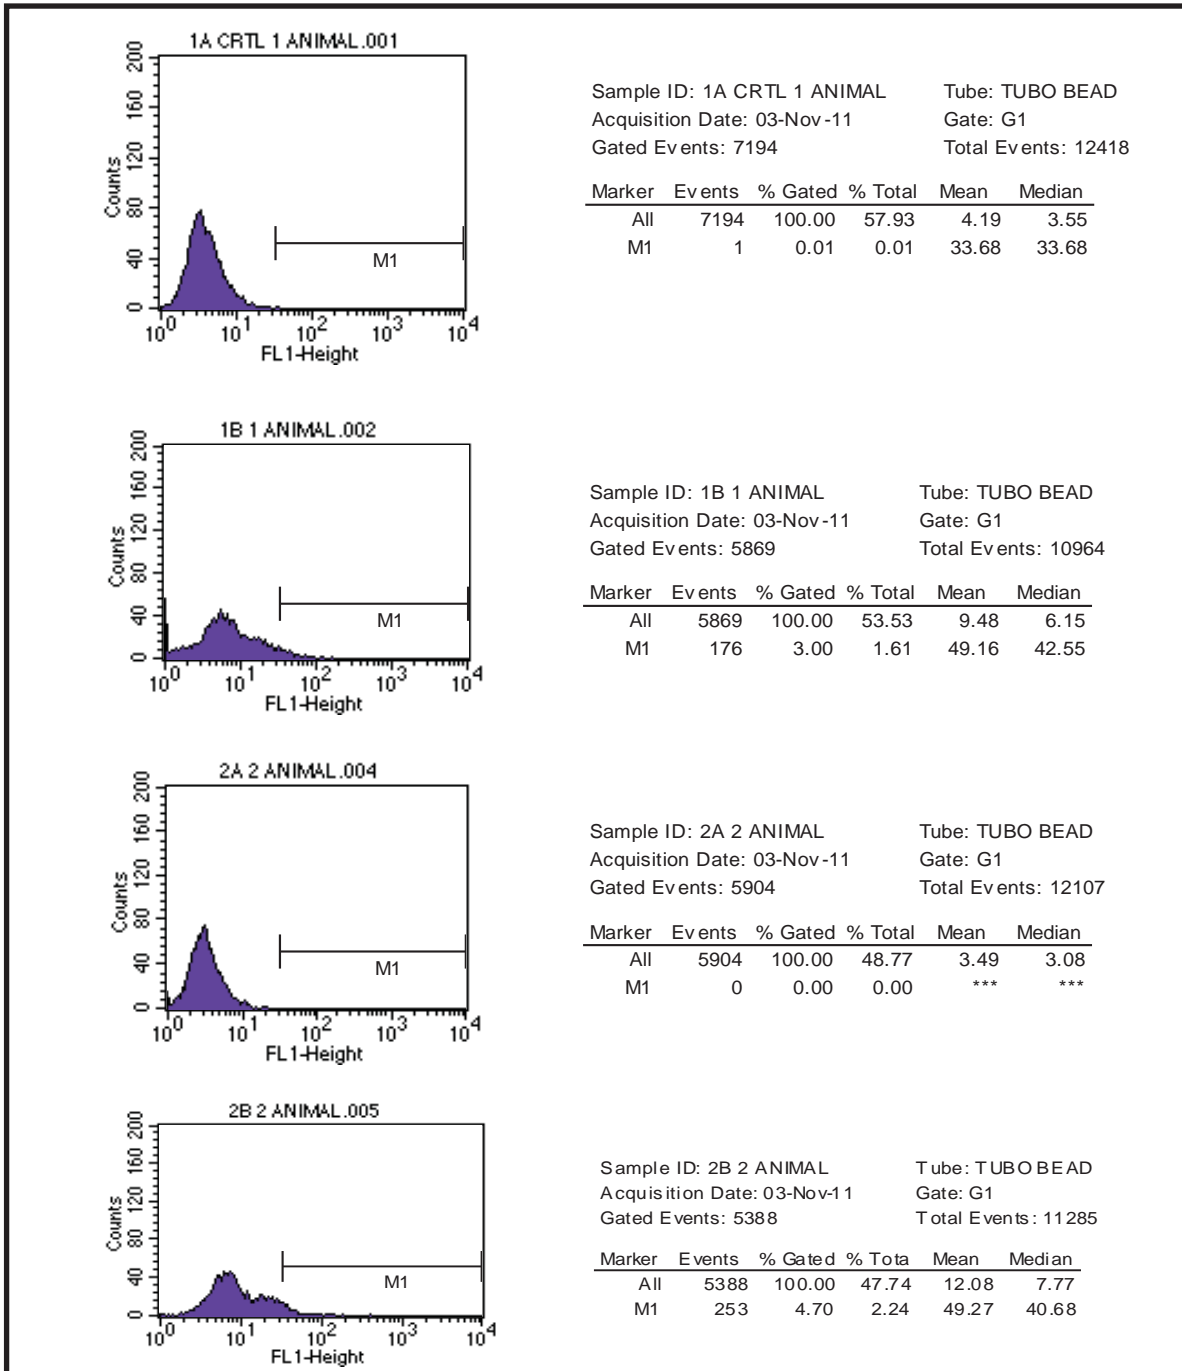 1A CRTL 1 ANIMAL.001
200
160
120
80
40
0
Counts
M1
10^0 10^1 10^2 10^3 10^4
FL1-Height
Sample ID: 1A CRTL 1 ANIMAL Tube: TUBO BEAD
Acquisition Date: 03-Nov-11 Gate: G1
Gated Events: 7194 Total Events: 12418
Marker Events % Gated % Total Mean Median
All 7194 100.00 57.93 4.19 3.55
M1 1 0.01 0.01 33.68 33.68
1B 1 ANIMAL.002
200
160
120
80
40
0
Counts
M1
10^0 10^1 10^2 10^3 10^4
FL1-Height
Sample ID: 1B 1 ANIMAL Tube: TUBO BEAD
Acquisition Date: 03-Nov-11 Gate: G1
Gated Events: 5869 Total Events: 10964
Marker Events % Gated % Total Mean Median
All 5869 100.00 53.53 9.48 6.15
M1 176 3.00 1.61 49.16 42.55
2A 2 ANIMAL.004
200
160
120
80
40
0
Counts
M1
10^0 10^1 10^2 10^3 10^4
FL1-Height
Sample ID: 2A 2 ANIMAL Tube: TUBO BEAD
Acquisition Date: 03-Nov-11 Gate: G1
Gated Events: 5904 Total Events: 12107
Marker Events % Gated % Total Mean Median
All 5904 100.00 48.77 3.49 3.08
M1 0 0.00 0.00 *** ***
2B 2 ANIMAL.005
200
160
120
80
40
0
Counts
M1
10^0 10^1 10^2 10^3 10^4
FL1-Height
Sample ID: 2B 2 ANIMAL Tube: TUBO BEAD
Acquisition Date: 03-Nov-11 Gate: G1
Gated Events: 5388 Total Events: 11285
Marker Events % Gated % Tota Mean Median
All 5388 100.00 47.74 12.08 7.77
M1 253 4.70 2.24 49.27 40.68